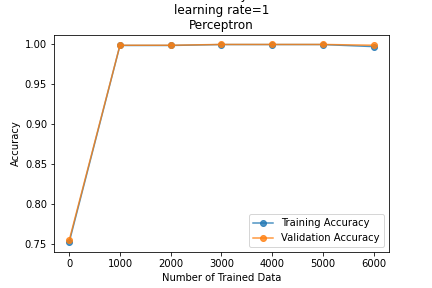 learning rate=1
Perceptron
1.00
0.95
0.90
0.85
0.80
0.75
Accuracy
Training Accuracy
Validation Accuracy
0 1000 2000 3000 4000 5000 6000
Number of Trained Data